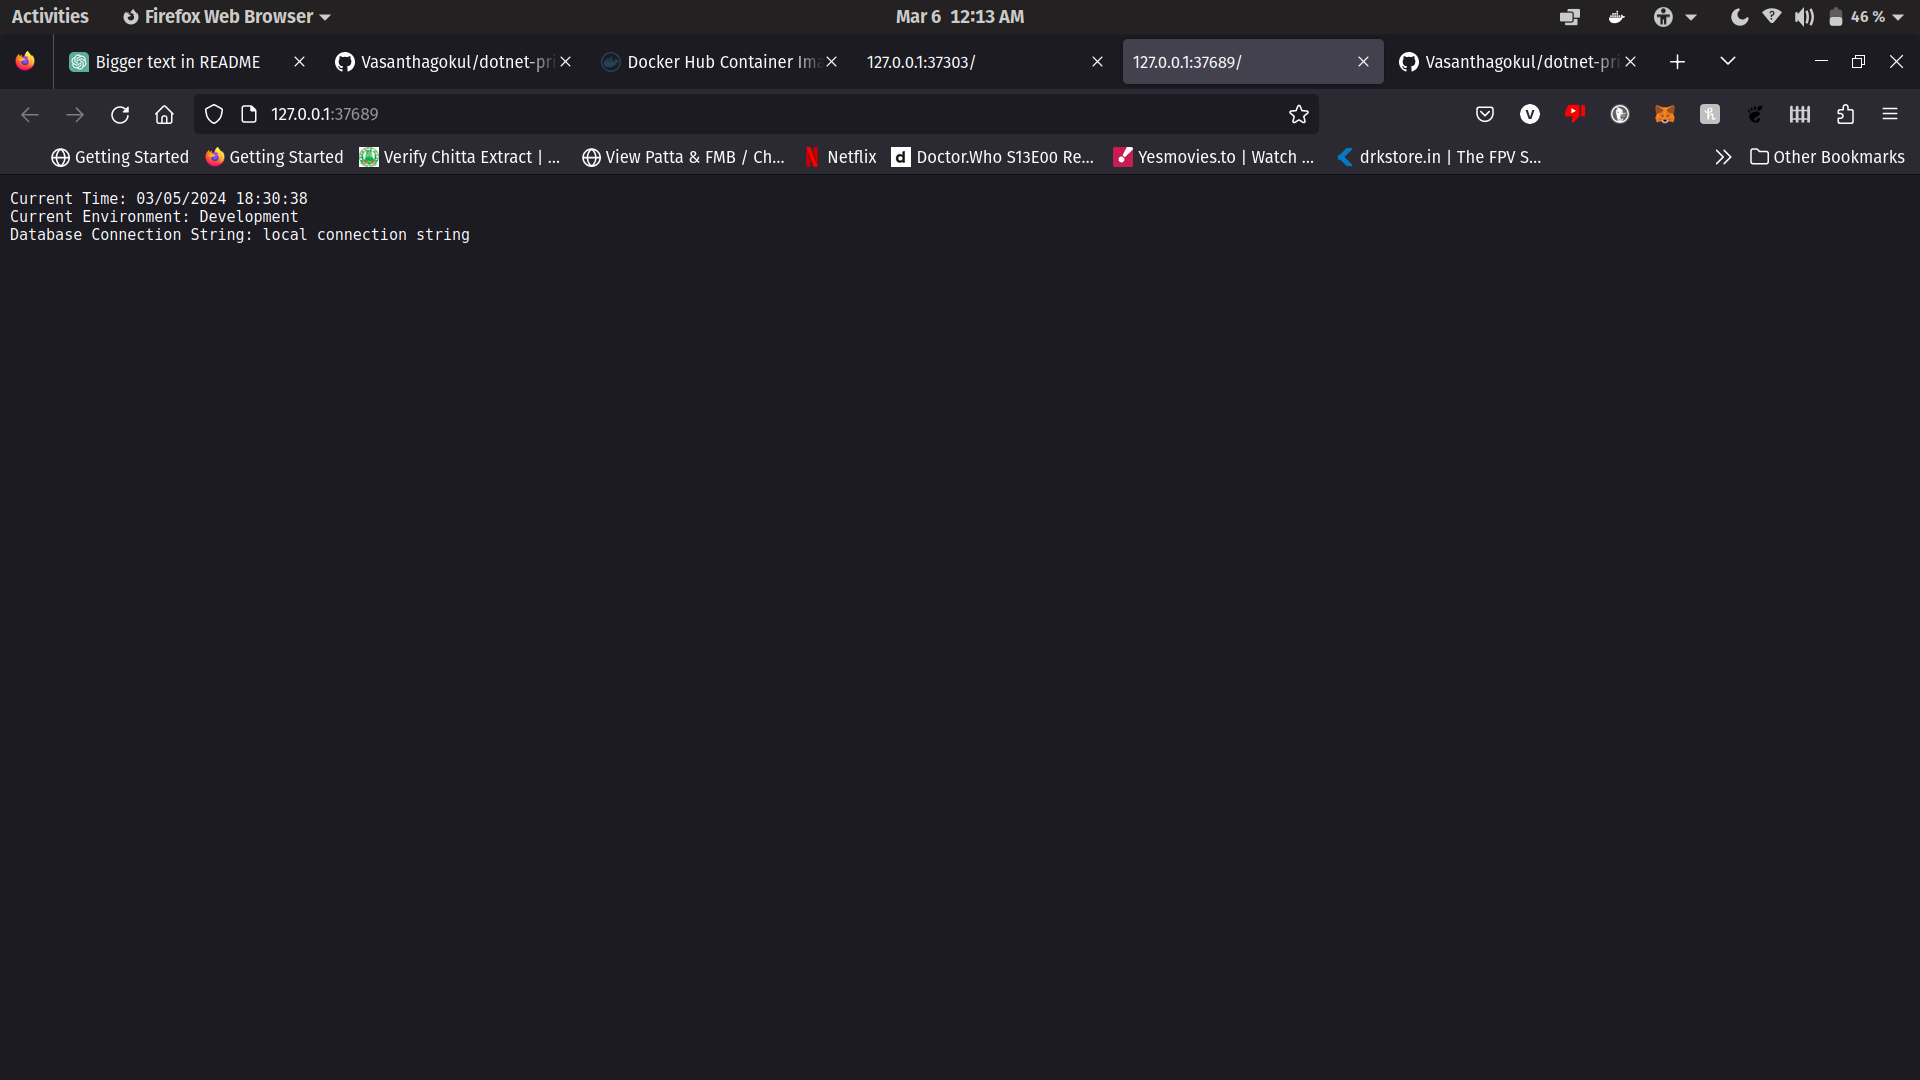 Activities Firefox Web Browser Mar 6 12:13 AM 46 %
Bigger text in README Vasanthagokul/dotnet-pri Docker Hub Container Ima 127.0.0.1:37303/ 127.0.0.1:37689/ Vasanthagokul/dotnet-pri
127.0.0.1:37689
Getting Started Getting Started Verify Chitta Extract | ... View Patta & FMB / Ch... Netflix Doctor.Who S13E00 Re... Yesmovies.to | Watch ... drkstore.in | The FPV S... Other Bookmarks
Current Time: 03/05/2024 18:30:38
Current Environment: Development
Database Connection String: local connection string